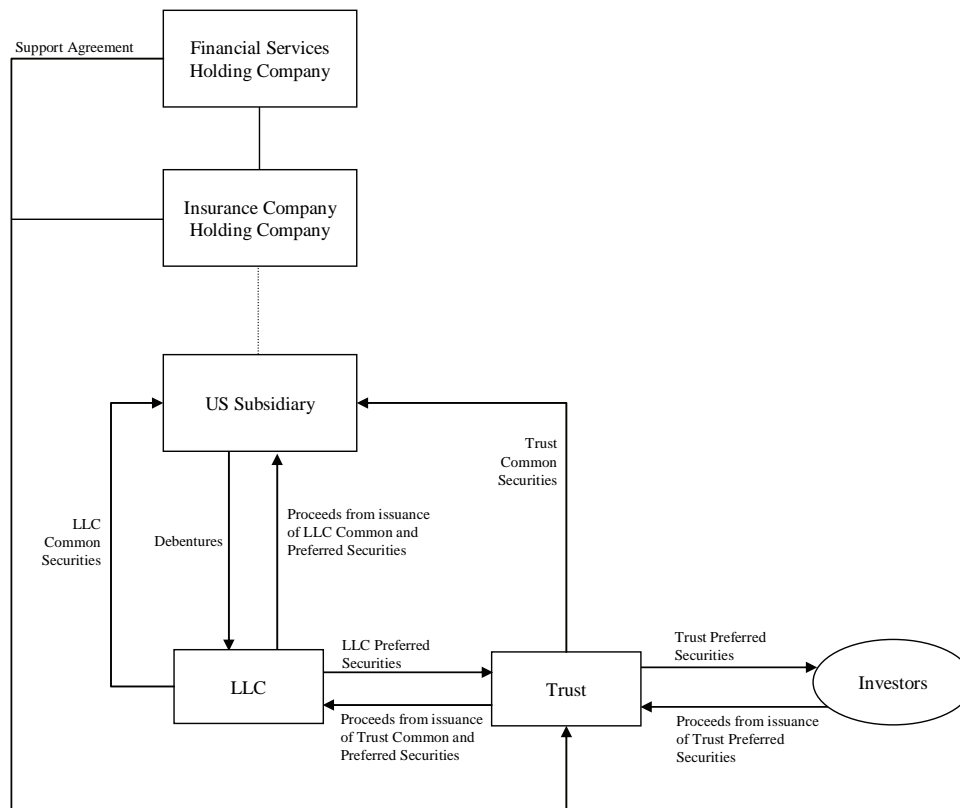 Support Agreement
Financial Services
Holding Company
Insurance Company
Holding Company
US Subsidiary
Trust
Common
Securities
LLC
Common
Securities
Debentures
Proceeds from issuance
of LLC Common and
Preferred Securities
LLC Preferred
Securities
Trust Preferred
Securities
LLC
Trust
Investors
Proceeds from issuance
of Trust Common and
Preferred Securities
Proceeds from issuance
of Trust Preferred
Securities